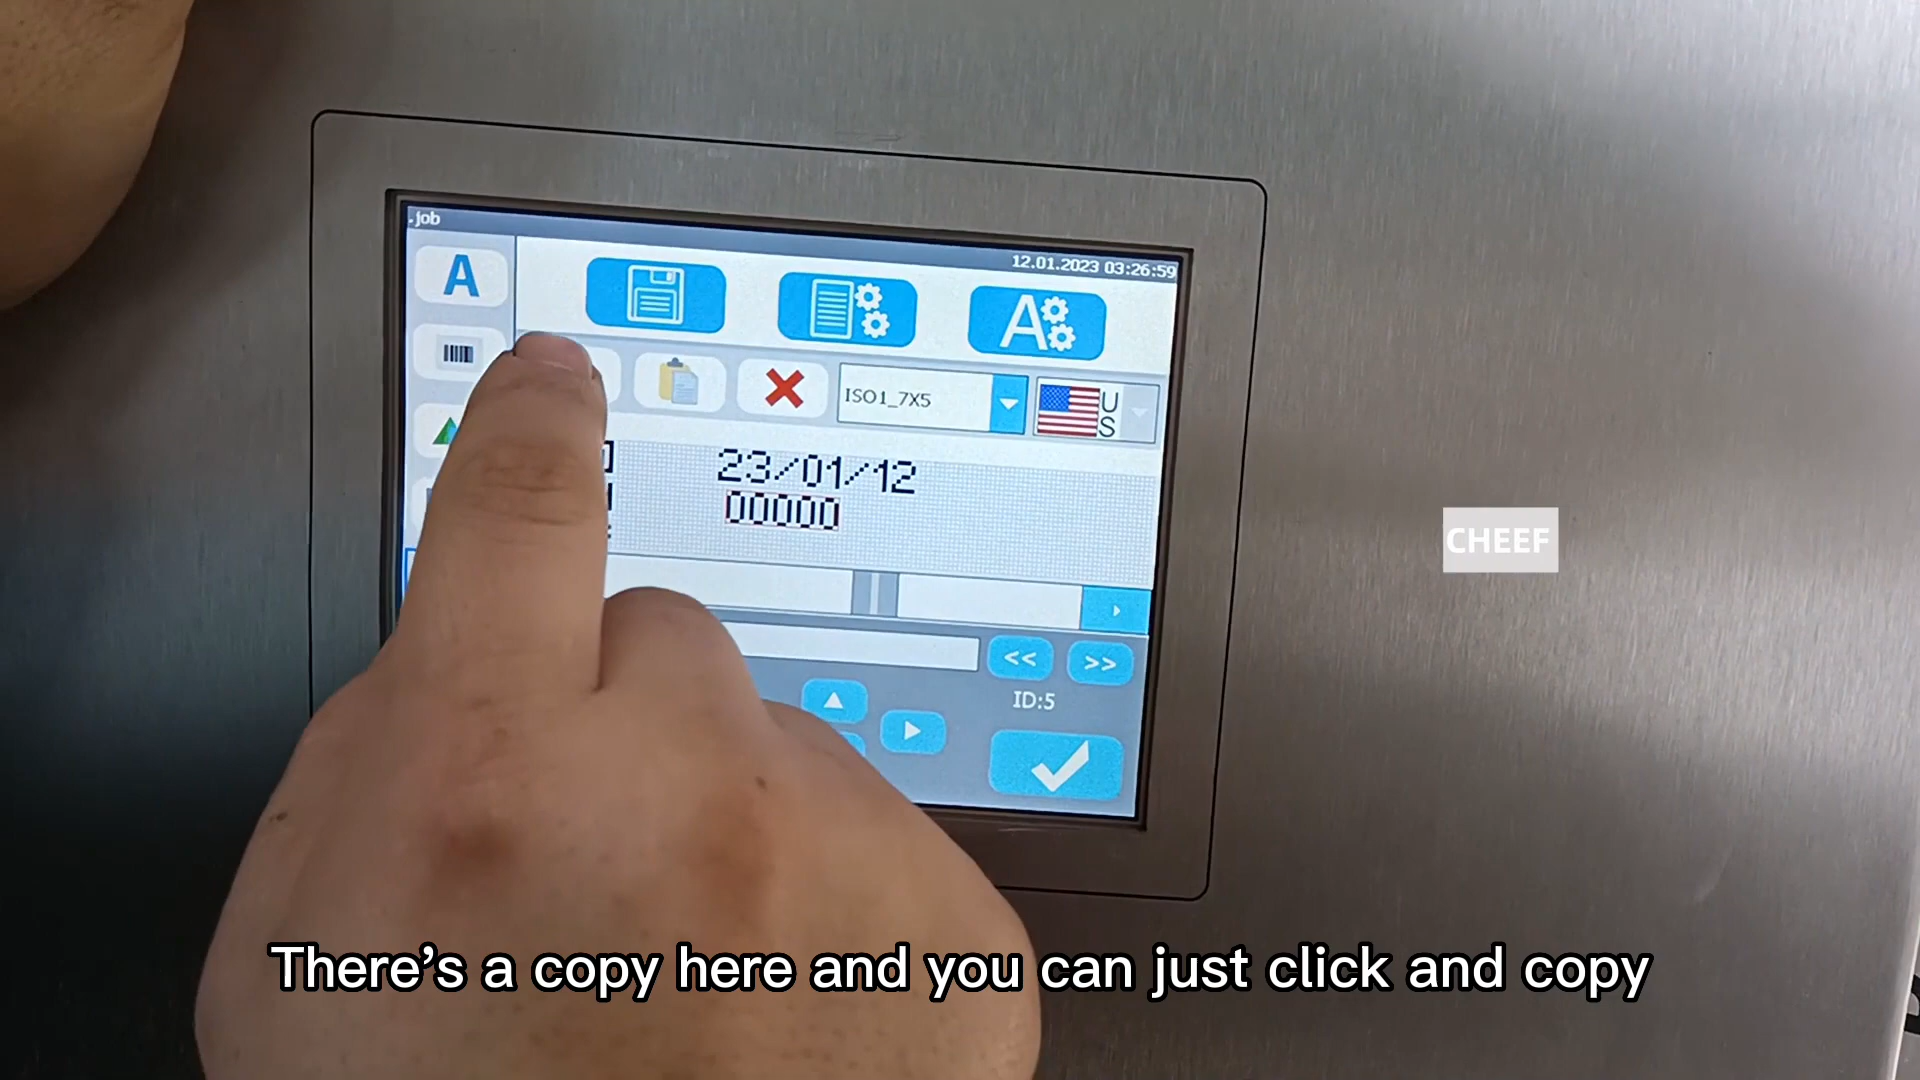 .job
12.01.2023 03:26:59
A
A
ISO1_7X5
US
23/01/12
00000
CHEEF
<< >>
ID:5
There's a copy here and you can just click and copy